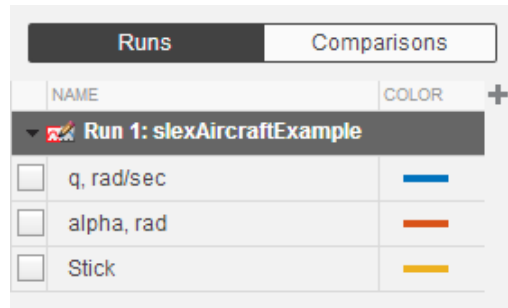 Runs Comparisons
NAME COLOR
Run 1: slexAircraftExample
q, rad/sec
alpha, rad
Stick